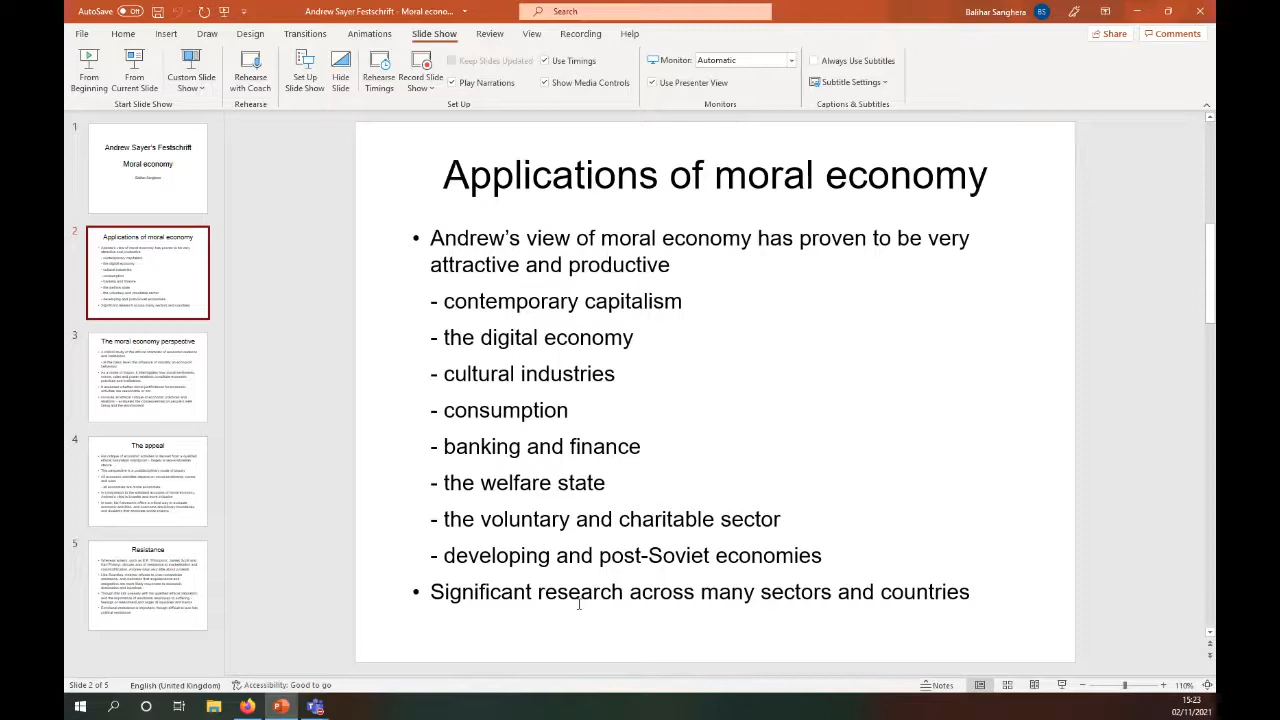 AutoSave Off
Andrew Sayer Festschrift - Moral econo...
Search
Balihar Sanghera BS
File Home Insert Draw Design Transitions Animations Slide Show Review View Recording Help
Share Comments
From Beginning
From Current Slide
Custom Slide Show
Rehearse with Coach
Set Up Slide Show
Hide Slide
Rehearse Timings
Record Slide Show
Keep Slides Updated
Play Narrations
Use Timings
Show Media Controls
Monitor: Automatic
Use Presenter View
Always Use Subtitles
Subtitle Settings
Start Slide Show Rehearse Set Up Monitors Captions & Subtitles
1
Andrew Sayer's Festschrift
Moral economy
Balihar Sanghera
2
Applications of moral economy
3
The moral economy perspective
4
The appeal
5
Resistance
Applications of moral economy
• Andrew's view of moral economy has proven to be very
attractive and productive
- contemporary capitalism
- the digital economy
- cultural industries
- consumption
- banking and finance
- the welfare state
- the voluntary and charitable sector
- developing and post-Soviet economies
• Significant research across many sectors and countries
Slide 2 of 5 English (United Kingdom) Accessibility: Good to go
Notes
110%
15:23
02/11/2021